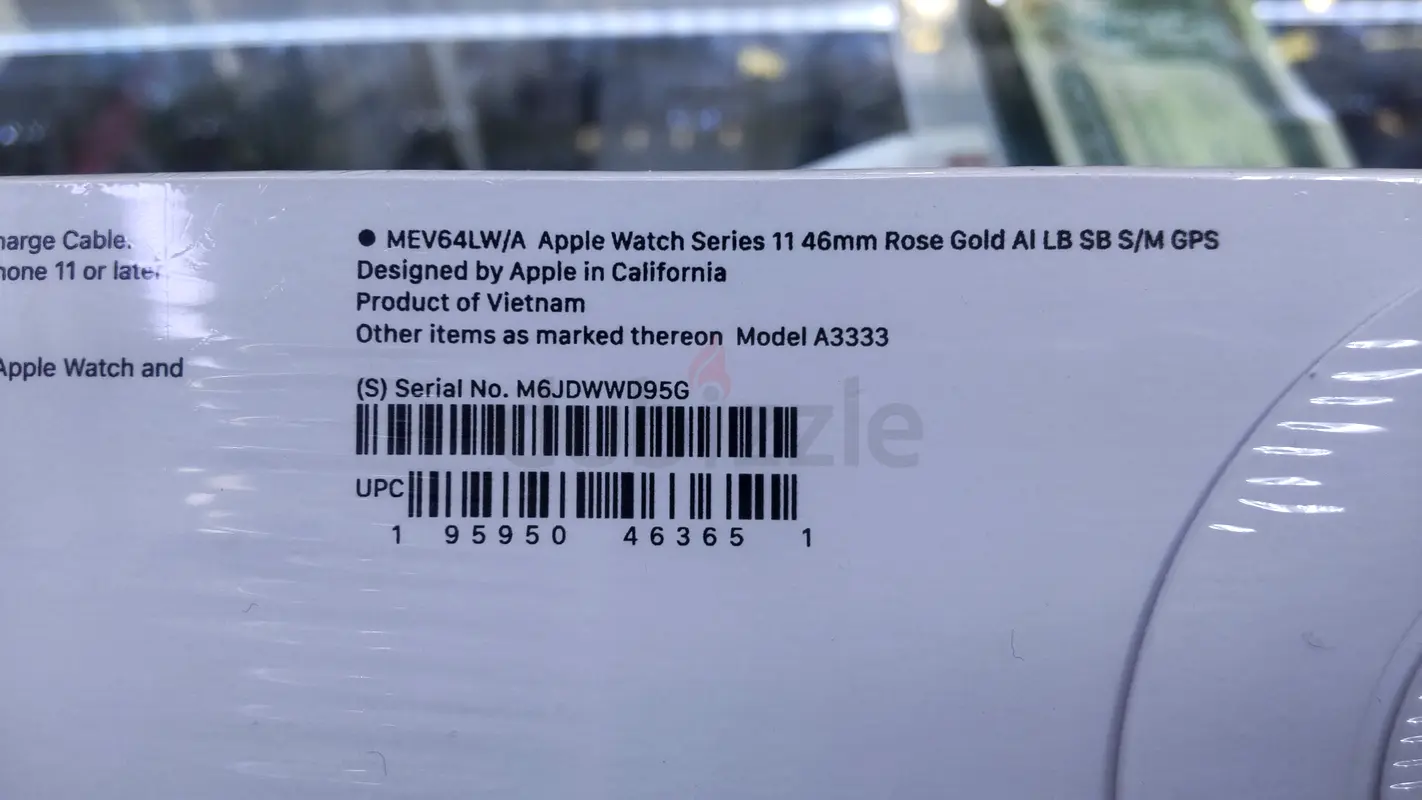 harge Cable.
hone 11 or later
Apple Watch and
● MEV64LW/A Apple Watch Series 11 46mm Rose Gold Al LB SB S/M GPS
Designed by Apple in California
Product of Vietnam
Other items as marked thereon Model A3333
(S) Serial No. M6JDWWD95G
UPC
1 95950 46365 1
dubizzle